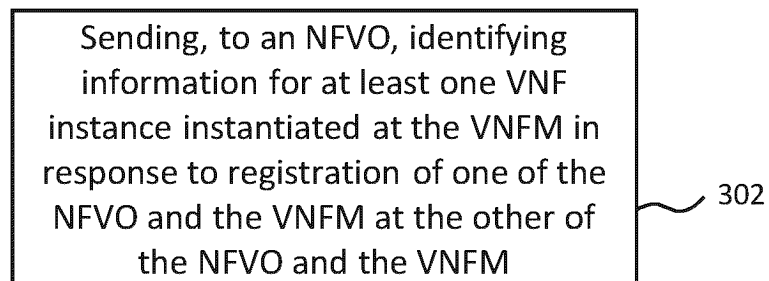 Sending, to an NFVO, identifying
information for at least one VNF
instance instantiated at the VNFM in
response to registration of one of the
NFVO and the VNFM at the other of
the NFVO and the VNFM
302